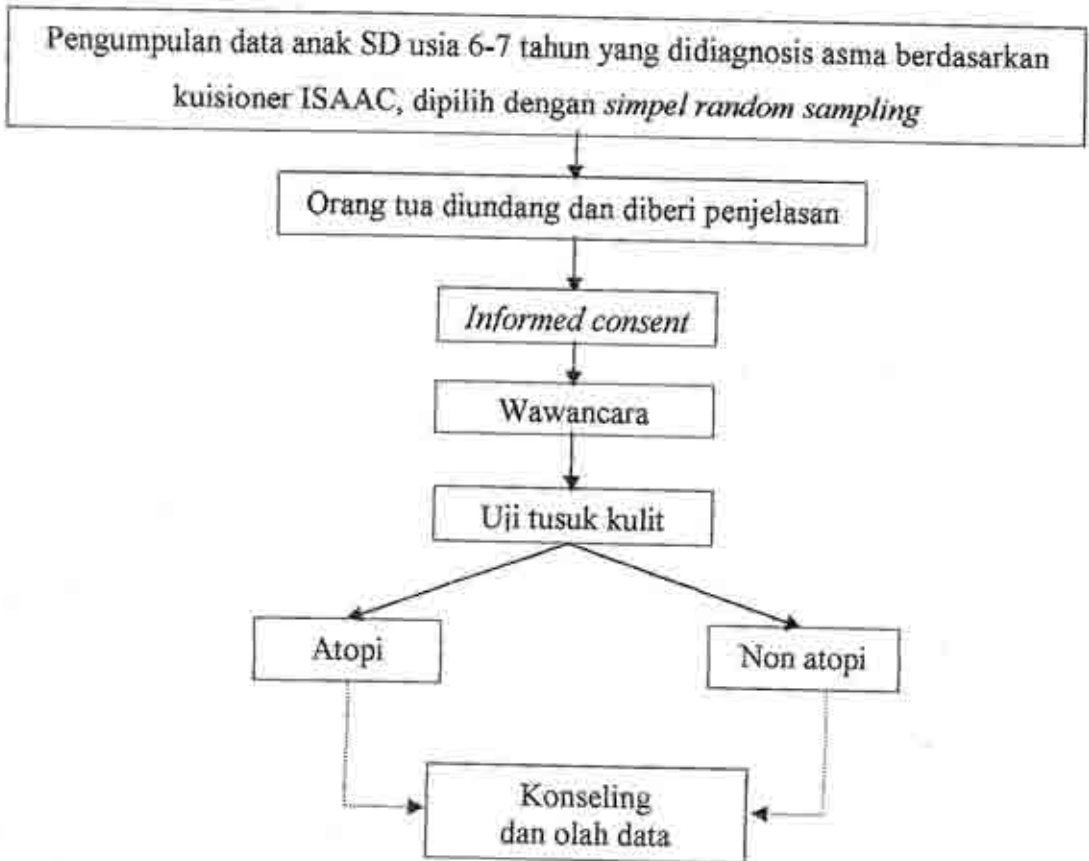 Pengumpulan data anak SD usia 6-7 tahun yang didiagnosis asma berdasarkan
kuisioner ISAAC, dipilih dengan simpel random sampling
Orang tua diundang dan diberi penjelasan
Informed consent
Wawancara
Uji tusuk kulit
Atopi
Non atopi
Konseling
dan olah data